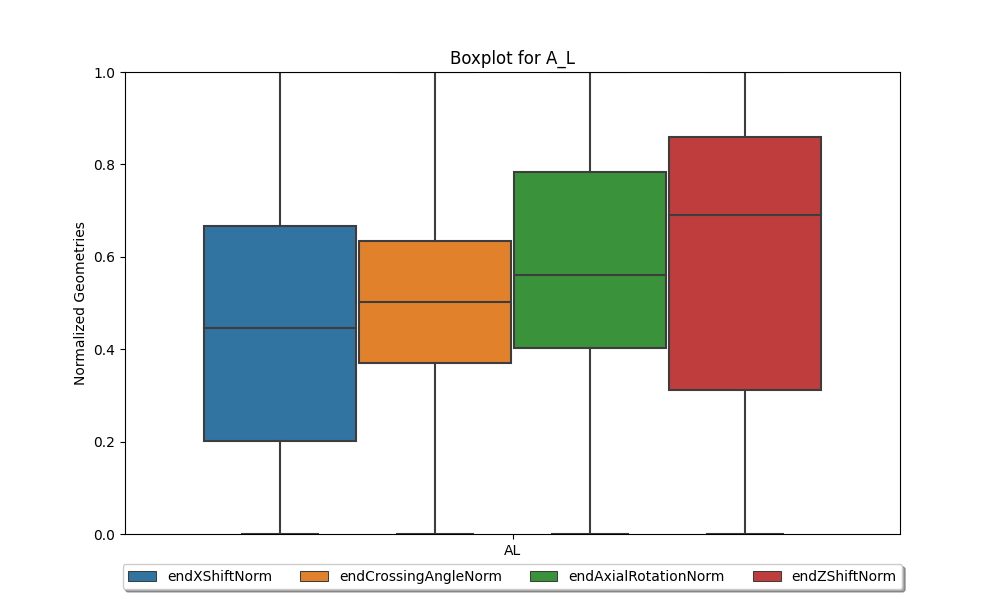 Boxplot for A_L
1.0
0.8
0.6
0.4
0.2
0.0
Normalized Geometries
AL
endXShiftNorm endCrossingAngleNorm endAxialRotationNorm endZShiftNorm